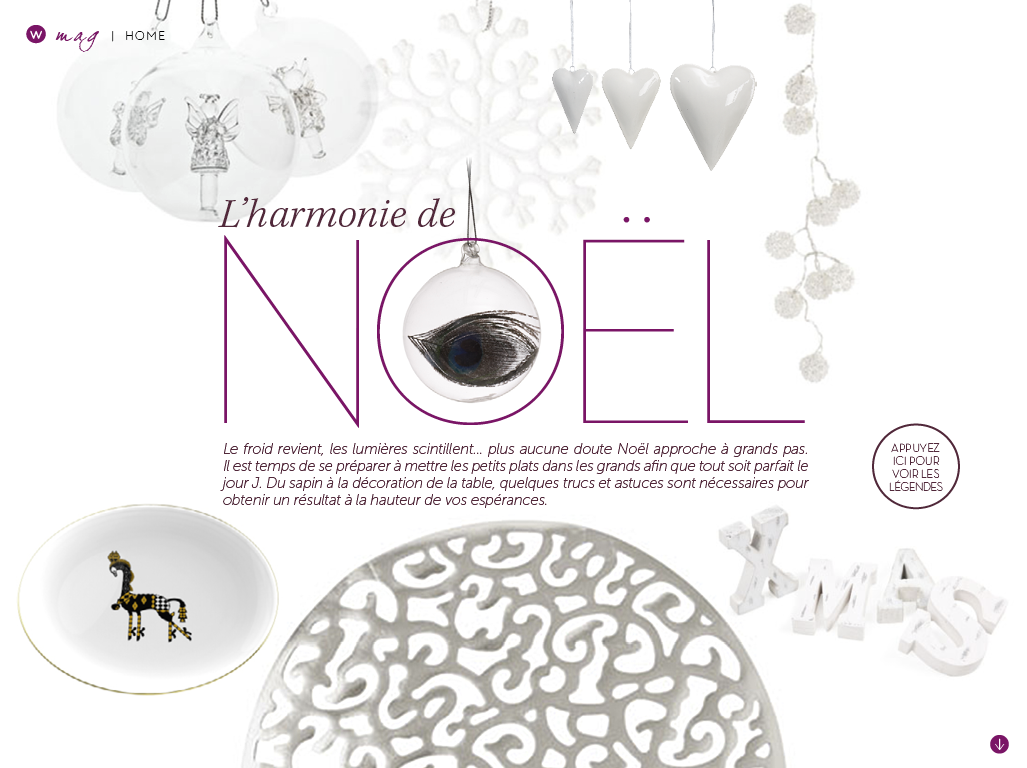 W mag | HOME
L'harmonie de
NOËL
Le froid revient, les lumières scintillent... plus aucune doute Noël approche à grands pas.
Il est temps de se préparer à mettre les petits plats dans les grands afin que tout soit parfait le
jour J. Du sapin à la décoration de la table, quelques trucs et astuces sont nécessaires pour
obtenir un résultat à la hauteur de vos espérances.
APPUYEZ
ICI POUR
VOIR LES
LÉGENDES
XMAS